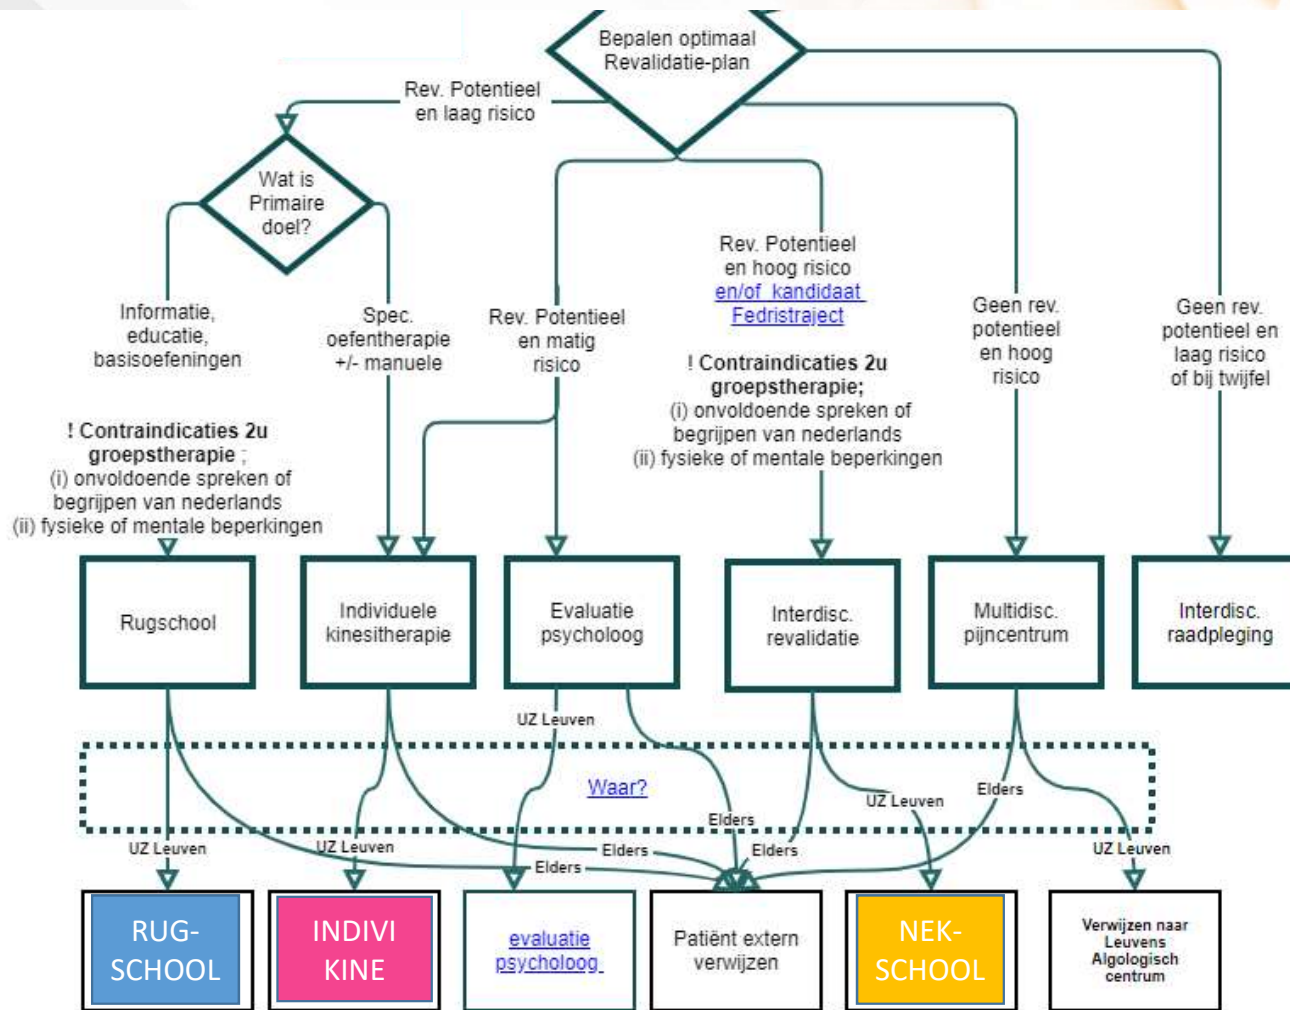 Bepalen optimaal
Revalidatie-plan
Rev. Potentieel
en laag risico
Wat is
Primaire
doel?
Rev. Potentieel
en hoog risico
en/of kandidaat
Fedristraject
Informatie,
educatie,
basisoefeningen
Spec.
oefentherapie
+/- manuele
Rev. Potentieel
en matig
risico
Geen rev.
potentieel
en hoog
risico
Geen rev.
potentieel en
laag risico
of bij twijfel
! Contraindicaties 2u
groepstherapie ;
(i) onvoldoende spreken of
begrijpen van nederlands
(ii) fysieke of mentale beperkingen
! Contraindicaties 2u
groepstherapie;
(i) onvoldoende spreken of
begrijpen van nederlands
(ii) fysieke of mentale beperkingen
Rugschool
Individuele
kinesitherapie
Evaluatie
psycholoog
Interdisc.
revalidatie
Multidisc.
pijncentrum
Interdisc.
raadpleging
UZ Leuven
Waar?
Elders
UZ Leuven
Elders
UZ Leuven
UZ Leuven
Elders
Elders
Elders
UZ Leuven
RUG-
SCHOOL
INDIVI
KINE
evaluatie
psycholoog
Patiënt extern
verwijzen
NEK-
SCHOOL
Verwijzen naar
Leuvens
Algologisch
centrum